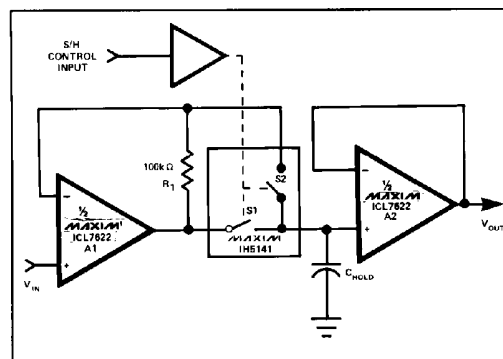 S/H
CONTROL
INPUT
100kΩ
R1
S2
S1
MAXIM
IH5141
½
MAXIM
ICL7622
A1
½
MAXIM
ICL7622
A2
−
+
−
+
VIN
CHOLD
VOUT